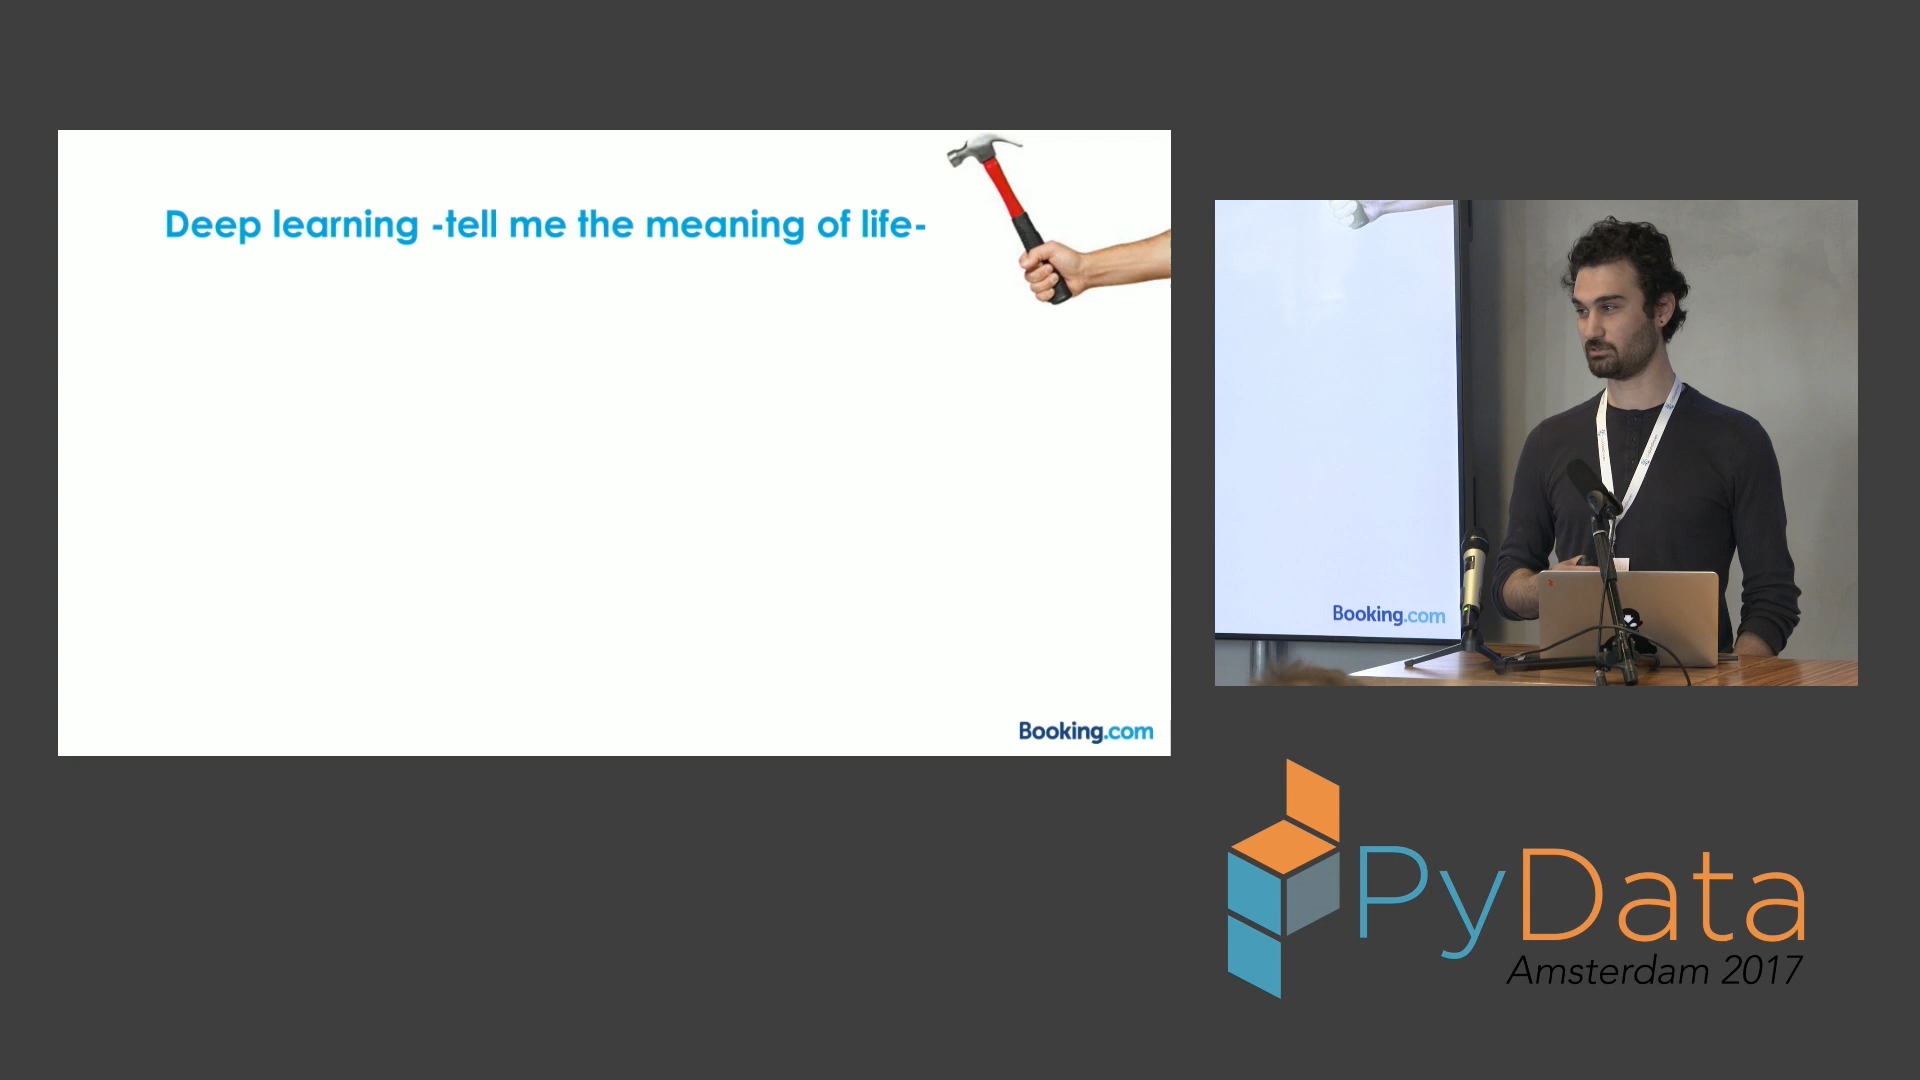 Deep learning -tell me the meaning of life-
Booking.com
Booking.com
PyData
Amsterdam 2017